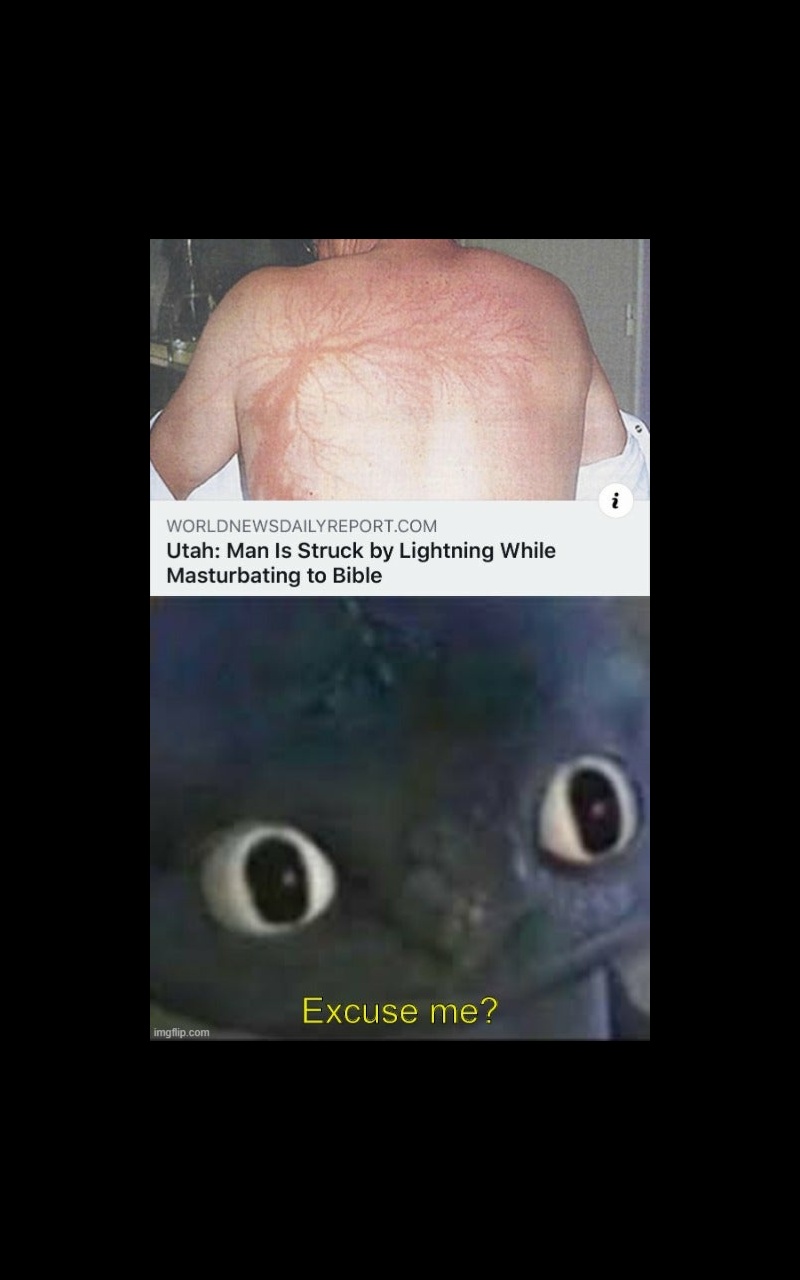 WORLDNEWSDAILYREPORT.COM
Utah: Man Is Struck by Lightning While
Masturbating to Bible
Excuse me?
imgflip.com